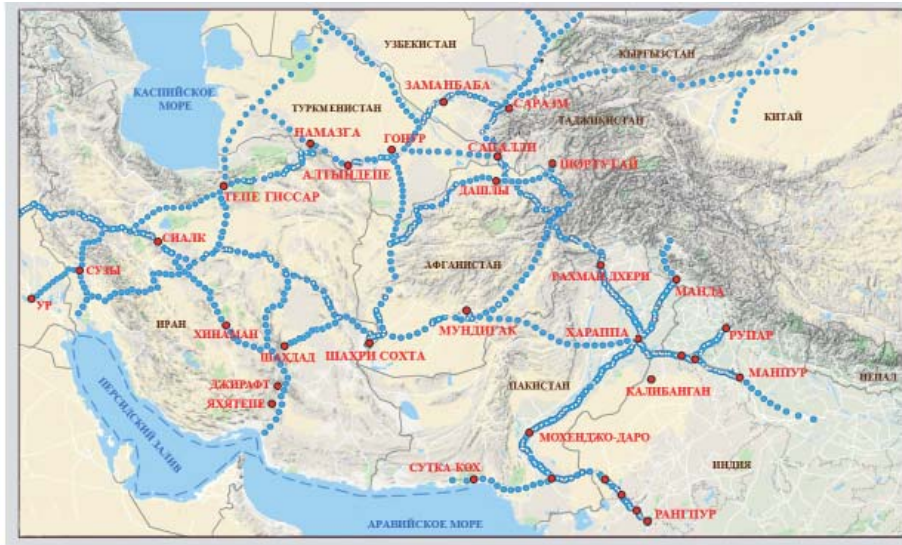 УЗБЕКИСТАН
КЫРГЫЗСТАН
КАСПИЙСКОЕ
МОРЕ
ЗАМАНБАБА
ТУРКМЕНИСТАН
САРАЗМ
ТАДЖИКИСТАН
КИТАЙ
НАМАЗГА
ГОНУР
АЛТЫНДЕПЕ
САПАЛЛИ
ШОРТУГАЙ
ДАШЛЫ
ТЕПЕ ГИССАР
СИАЛК
СУЗЫ
АФГАНИСТАН
РАХМАН ДХЕРИ
МАНДА
УР
ИРАН
ХИНАМАН
МУНДИГАК
ХАРАППА
РУПАР
ШАХДАД
ШАХРИ СОХТА
НЕПАЛ
ДЖИРАФТ
ПАКИСТАН
МАНПУР
КАЛИБАНГАН
ЯХЯТЕПЕ
ПЕРСИДСКИЙ ЗАЛИВ
МОХЕНДЖО-ДАРО
СУТКА-КОХ
ИНДИЯ
РАНГПУР
АРАВИЙСКОЕ МОРЕ